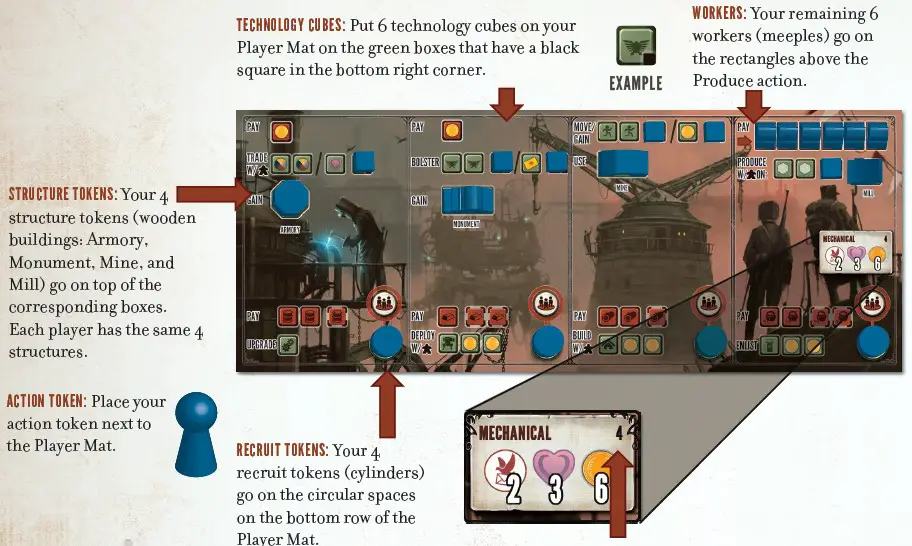 TECHNOLOGY CUBES: Put 6 technology cubes on your
Player Mat on the green boxes that have a black
square in the bottom right corner.
EXAMPLE
WORKERS: Your remaining 6
workers (meeples) go on
the rectangles above the
Produce action.
STRUCTURE TOKENS: Your 4
structure tokens (wooden
buildings: Armory,
Monument, Mine, and
Mill) go on top of the
corresponding boxes.
Each player has the same 4
structures.
ACTION TOKEN: Place your
action token next to
the Player Mat.
PAY
TRADE
W/
/
GAIN
ARMORY
PAY
UPGRADE
PAY
BOLSTER
/
GAIN
MONUMENT
PAY
DEPLOY
W/
MOVE/
GAIN
/
USE
MINE
PAY
BUILD
W/
PAY
PRODUCE
W/ ON:
MILL
MECHANICAL 4
2 3 6
PAY
ENLIST
RECRUIT TOKENS: Your 4
recruit tokens (cylinders)
go on the circular spaces
on the bottom row of the
Player Mat.
MECHANICAL 4
2 3 6